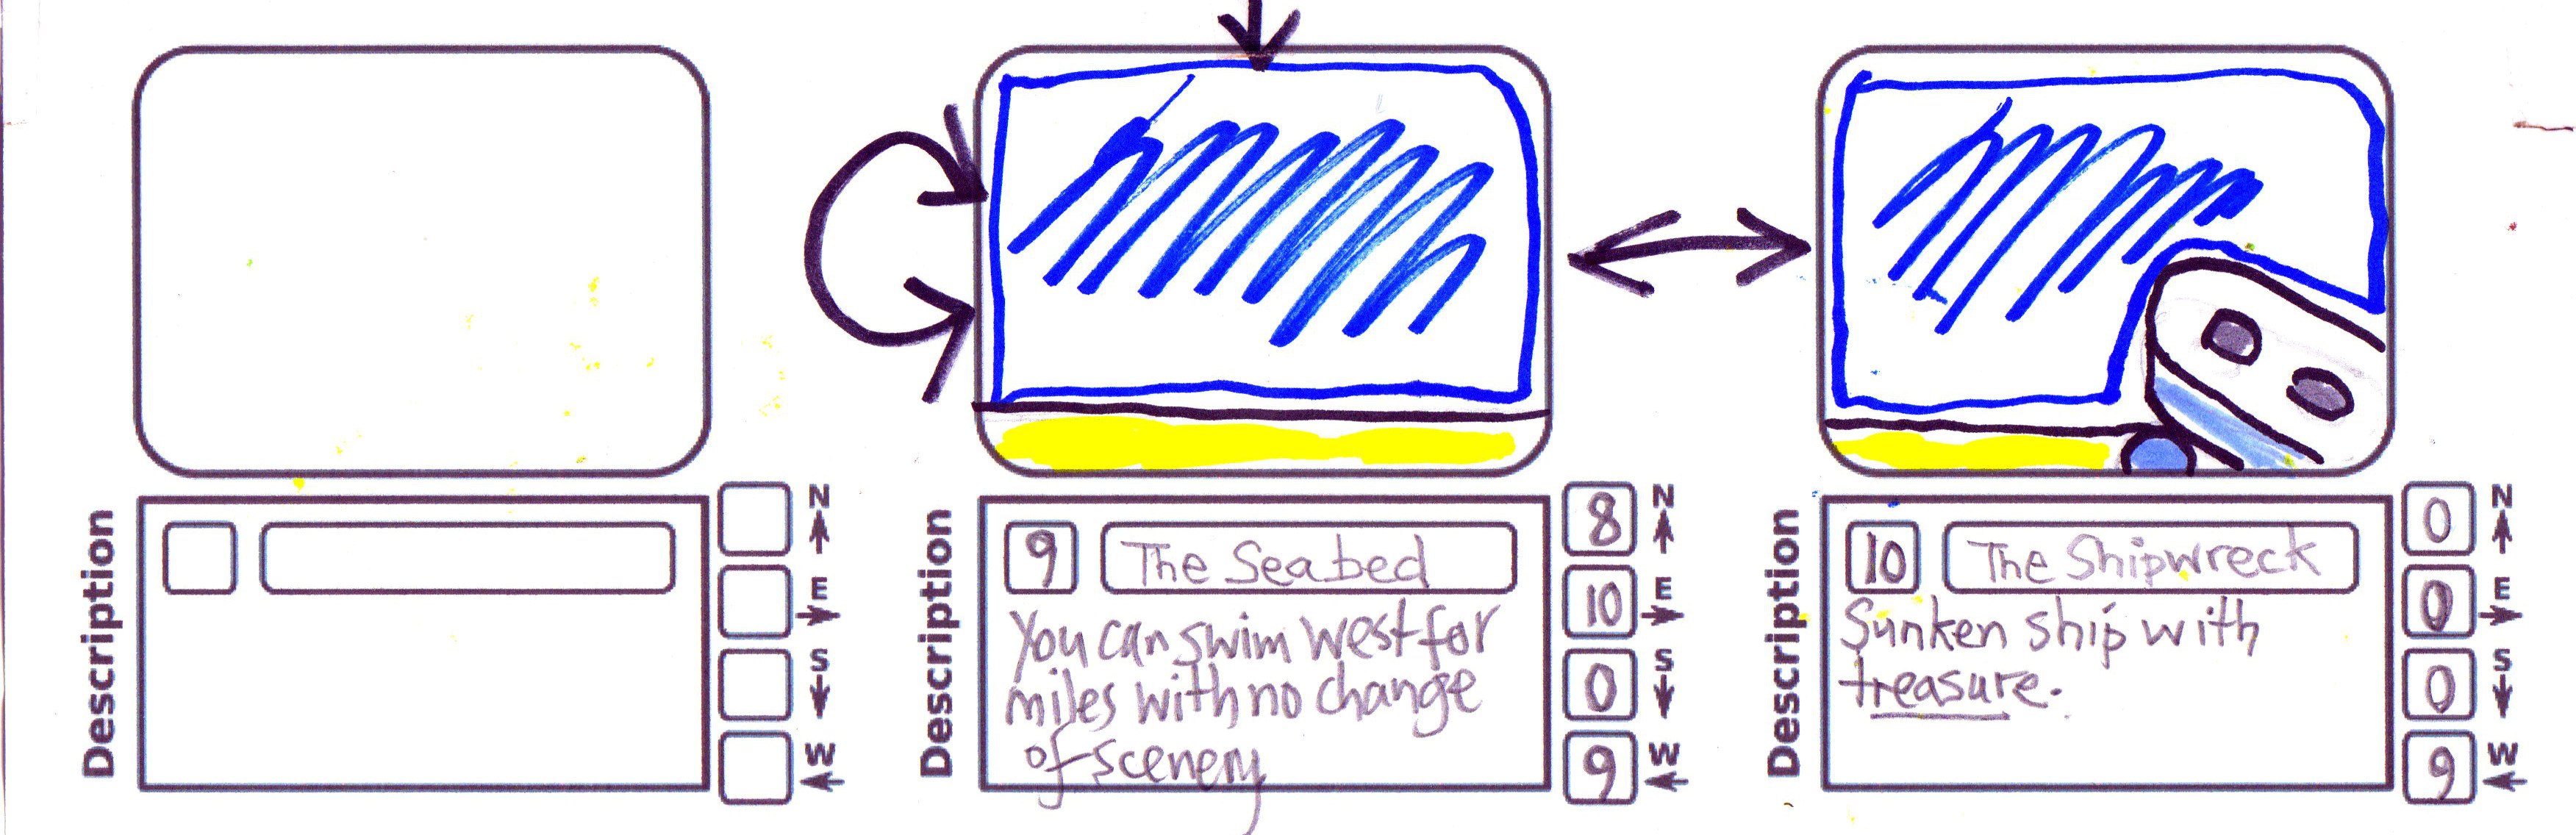 Description
N
E
S
W
Description
9
The Seabed
You can swim west for
miles with no change
of scenery
8
N
10
E
0
S
9
W
Description
10
The Shipwreck
Sunken ship with
treasure.
0
N
0
E
0
S
9
W